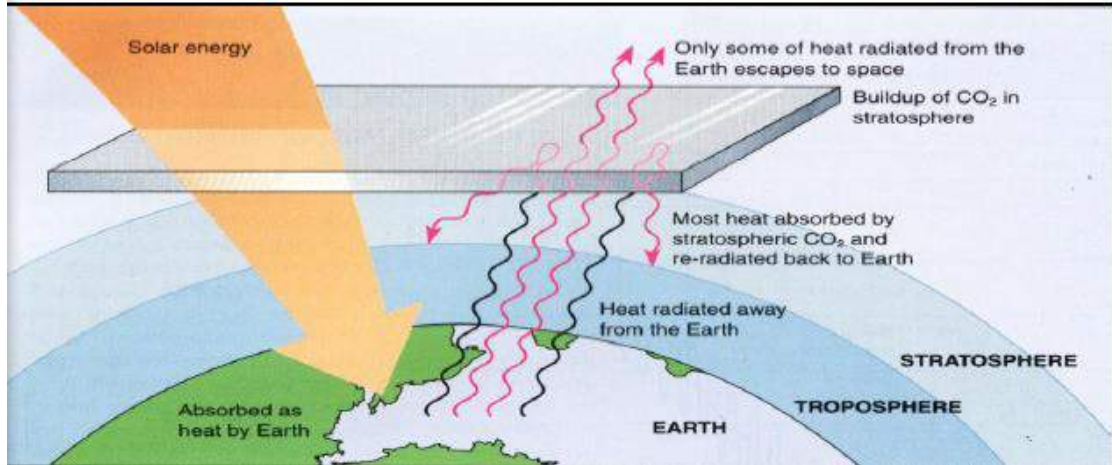 Solar energy
Only some of heat radiated from the
Earth escapes to space
Buildup of CO₂ in
stratosphere
Most heat absorbed by
stratospheric CO₂ and
re-radiated back to Earth
Heat radiated away
from the Earth
STRATOSPHERE
TROPOSPHERE
Absorbed as
heat by Earth
EARTH